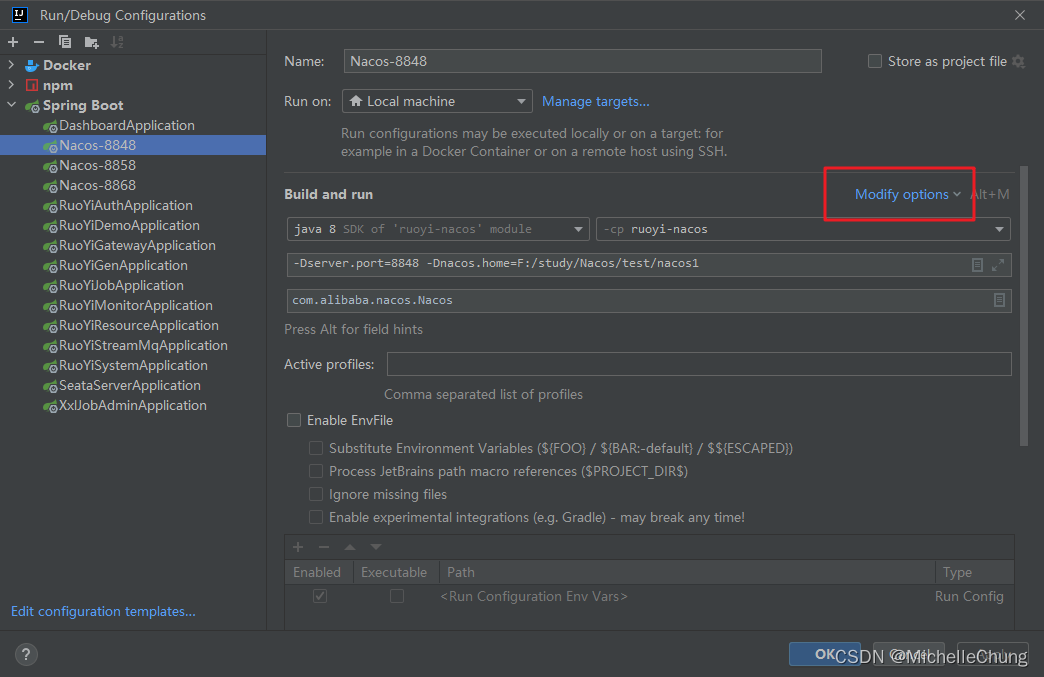 Run/Debug Configurations
Docker
npm
Spring Boot
DashboardApplication
Nacos-8848
Nacos-8858
Nacos-8868
RuoYiAuthApplication
RuoYiDemoApplication
RuoYiGatewayApplication
RuoYiGenApplication
RuoYiJobApplication
RuoYiMonitorApplication
RuoYiResourceApplication
RuoYiStreamMqApplication
RuoYiSystemApplication
SeataServerApplication
XxlJobAdminApplication
Edit configuration templates...
Name: Nacos-8848 Store as project file
Run on: Local machine Manage targets...
Run configurations may be executed locally or on a target: for
example in a Docker Container or on a remote host using SSH.
Build and run Modify options Alt+M
java 8 SDK of 'ruoyi-nacos' module -cp ruoyi-nacos
-Dserver.port=8848 -Dnacos.home=F:/study/Nacos/test/nacos1
com.alibaba.nacos.Nacos
Press Alt for field hints
Active profiles:
Comma separated list of profiles
Enable EnvFile
Substitute Environment Variables (${FOO} / ${BAR:-default} / $${ESCAPED})
Process JetBrains path macro references ($PROJECT_DIR$)
Ignore missing files
Enable experimental integrations (e.g. Gradle) - may break any time!
Enabled Executable Path Type
<Run Configuration Env Vars> Run Config
? OK Cancel
CSDN @MichelleChung